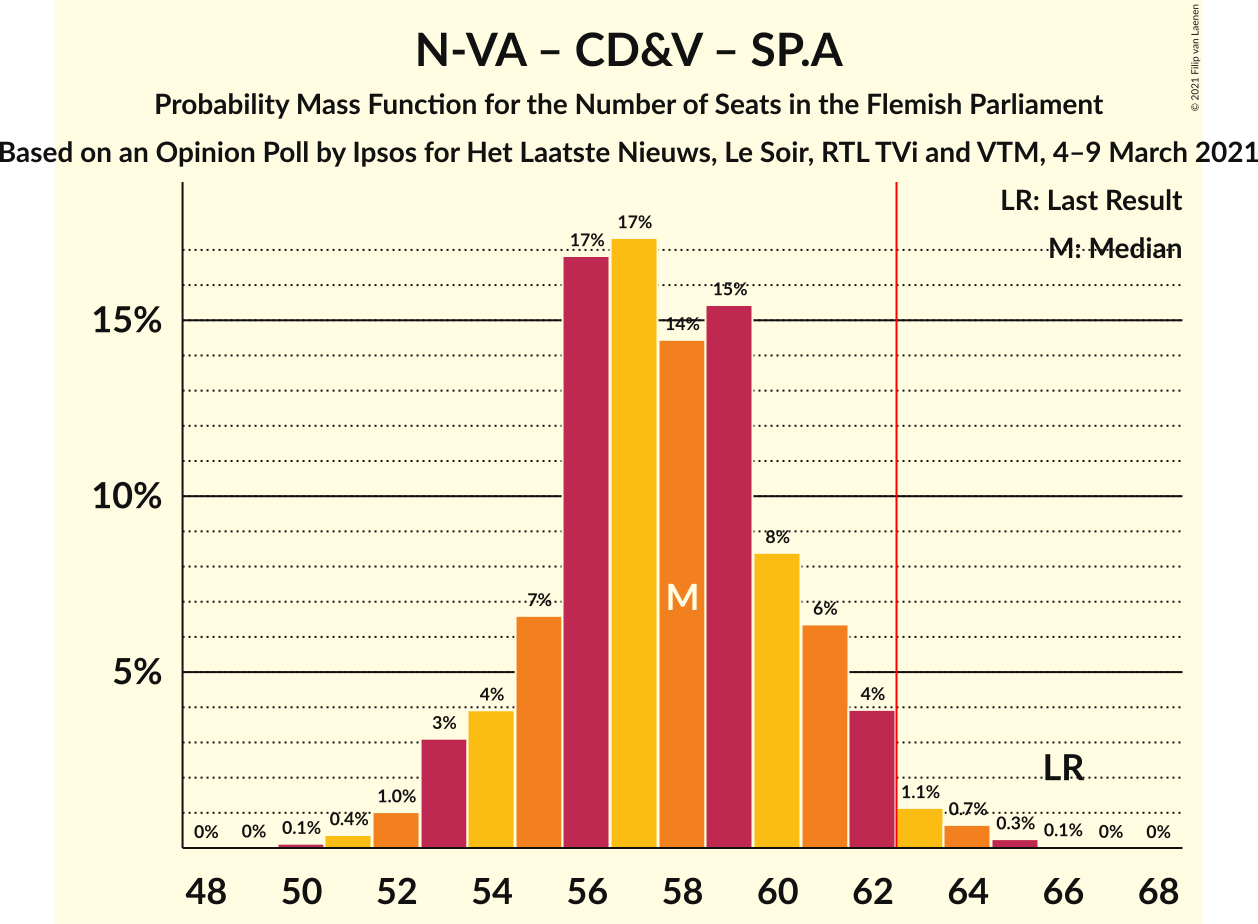 N-VA – CD&V – SP.A
© 2021 Filip van Laenen
Probability Mass Function for the Number of Seats in the Flemish Parliament
Based on an Opinion Poll by Ipsos for Het Laatste Nieuws, Le Soir, RTL TVi and VTM, 4–9 March 2021
LR: Last Result
M: Median
17%
17%
15%
14%
15%
10%
8%
7%
6%
M
5%
4%
4%
3%
LR
1.0%
1.1%
0.7%
0.4%
0.3%
0.1%
0.1%
0%
0%
0%
0%
48 50 52 54 56 58 60 62 64 66 68